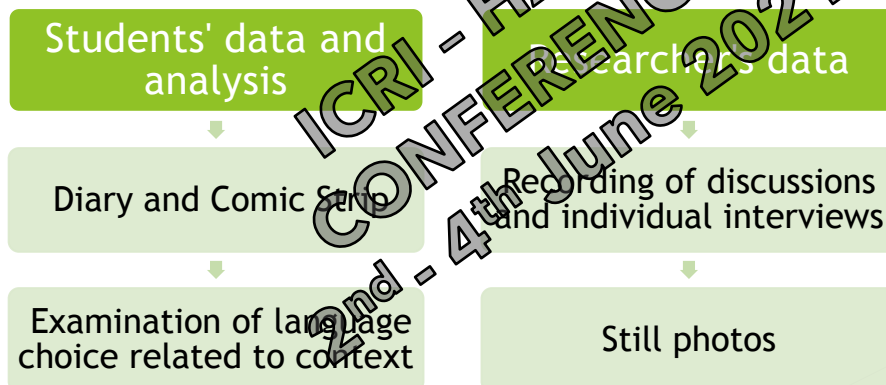 Students' data and
analysis
Diary and Comic Strip
Examination of language
choice related to context
Researcher's data
Recording of discussions
and individual interviews
Still photos
ICRI -
CONFERENC
2nd - 4th June